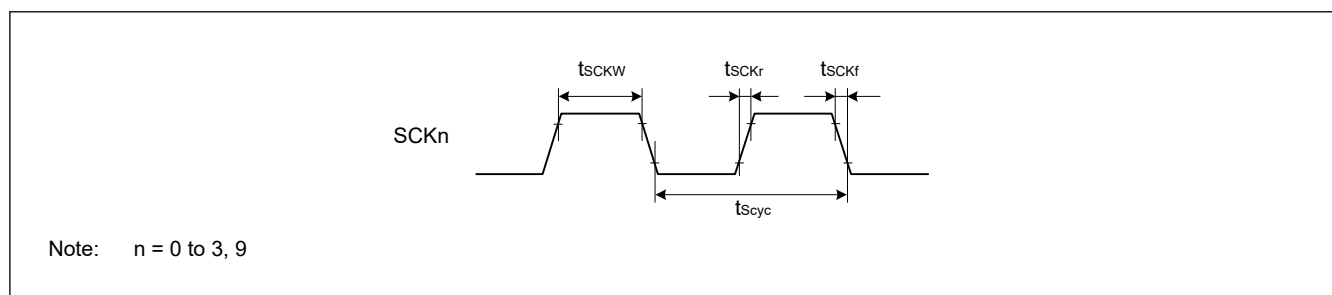 tSCKW tSCKr tSCKf
SCKn
tScyc
Note: n = 0 to 3, 9